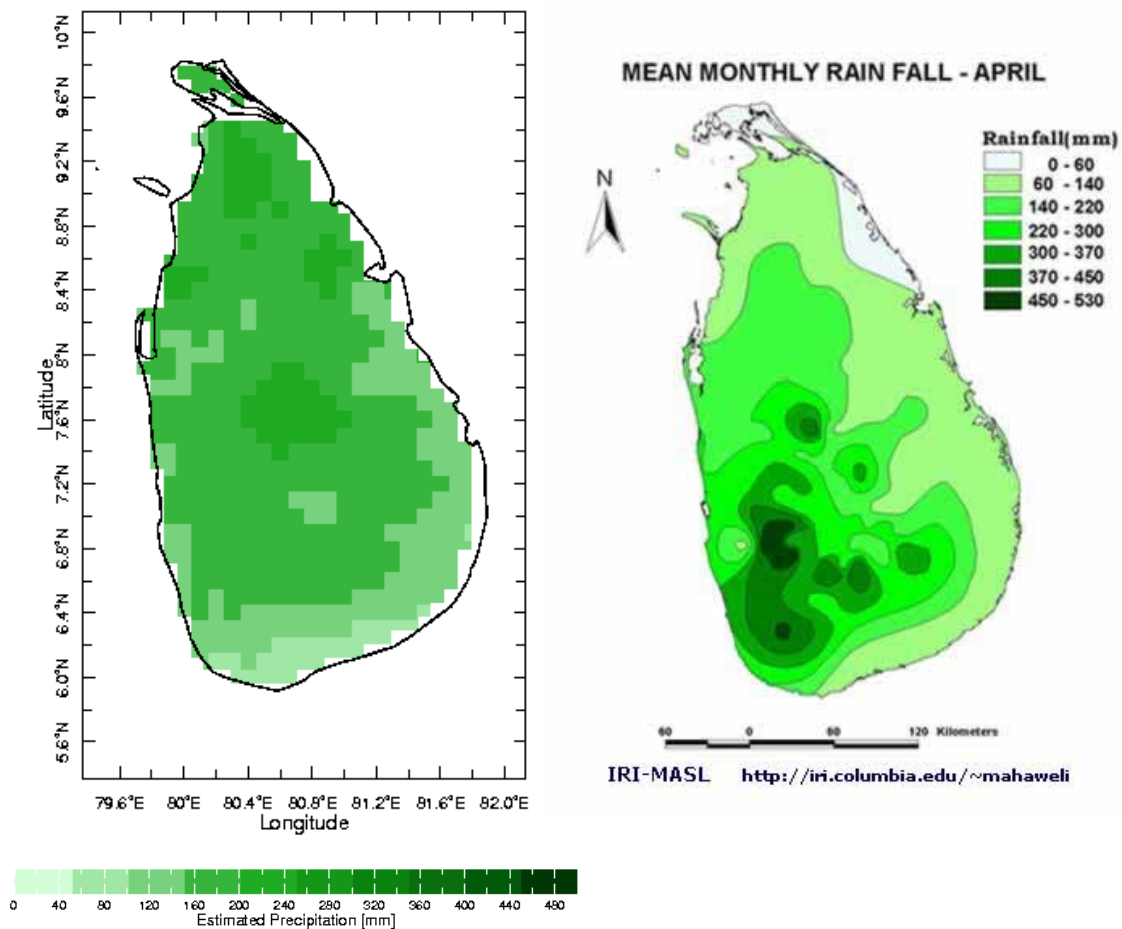 10°N
9.6°N
9.2°N
8.8°N
8.4°N
8°N
7.6°N
7.2°N
6.8°N
6.4°N
6.0°N
5.6°N
Latitude
79.6°E 80°E 80.4°E 80.8°E 81.2°E 81.6°E 82.0°E
Longitude
0 40 80 120 160 200 240 280 320 360 400 440 480
Estimated Precipitation [mm]
MEAN MONTHLY RAIN FALL - APRIL
Rainfall(mm)
0 - 60
60 - 140
140 - 220
220 - 300
300 - 370
370 - 450
450 - 530
N
60 0 60 120 Kilometers
IRI-MASL http://iri.columbia.edu/~mahaweli